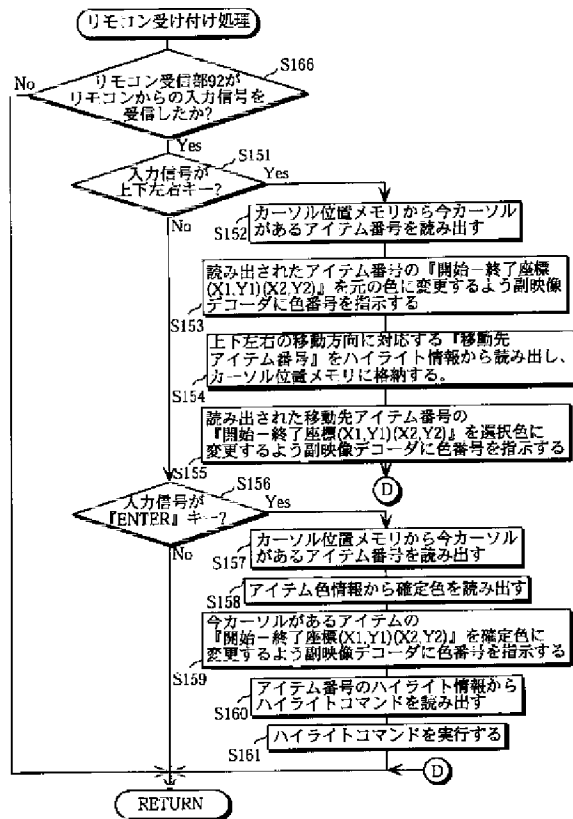 リモコン受け付け処理
S166
No
リモコン受信部92が
リモコンからの入力信号を
受信したか?
Yes
S151
入力信号が
上下左右キー?
Yes
No
カーソル位置メモリから今カーソル
があるアイテム番号を読み出す
S152
読み出されたアイテム番号の『開始－終了座標
(X1,Y1)(X2,Y2)』を元の色に変更するよう副映像
デコーダに色番号を指示する
S153
上下左右の移動方向に対応する『移動先
アイテム番号』をハイライト情報から読み出し、
カーソル位置メモリに格納する。
S154
読み出された移動先アイテム番号の
『開始－終了座標(X1,Y1)(X2,Y2)』を選択色に
変更するよう副映像デコーダに色番号を指示する
S155
D
S156
入力信号が
『ENTER』キー?
Yes
No
カーソル位置メモリから今カーソル
があるアイテム番号を読み出す
S157
アイテム色情報から確定色を読み出す
S158
今カーソルがあるアイテムの
『開始－終了座標(X1,Y1)(X2,Y2)』を確定色に
変更するよう副映像デコーダに色番号を指示する
S159
アイテム番号のハイライト情報から
ハイライトコマンドを読み出す
S160
ハイライトコマンドを実行する
S161
D
RETURN